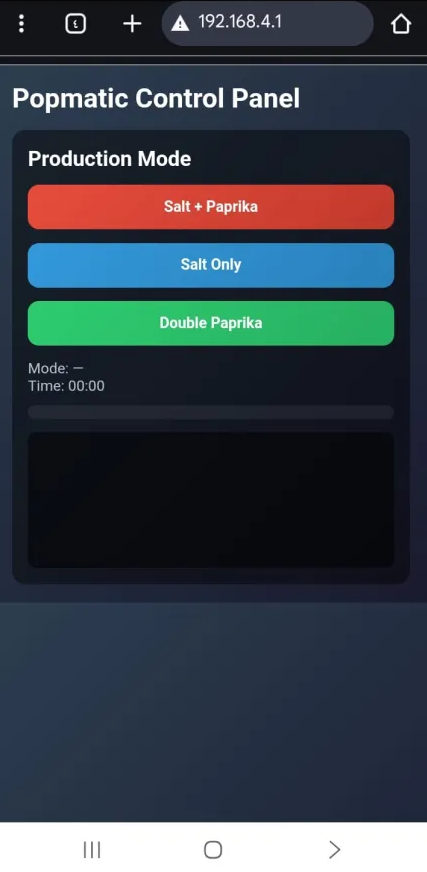 192.168.4.1
Popmatic Control Panel
Production Mode
Salt + Paprika
Salt Only
Double Paprika
Mode: —
Time: 00:00